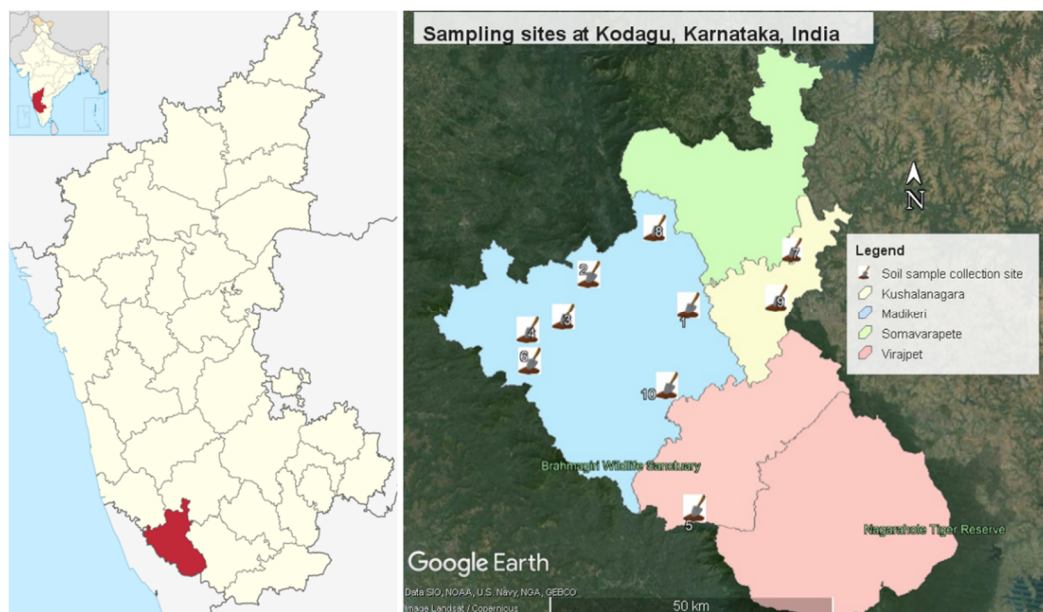 Sampling sites at Kodagu, Karnataka, India
N
8
7
Legend
Soil sample collection site
Kushalanagara
Madikeri
Somavarapete
Virajpet
2
9
1
3
4
6
10
Brahmagiri Wildlife Sanctuary
5
Nagarahole Tiger Reserve
Google Earth
Data SIO, NOAA, U.S. Navy, NGA, GEBCO
Image Landsat / Copernicus
50 km